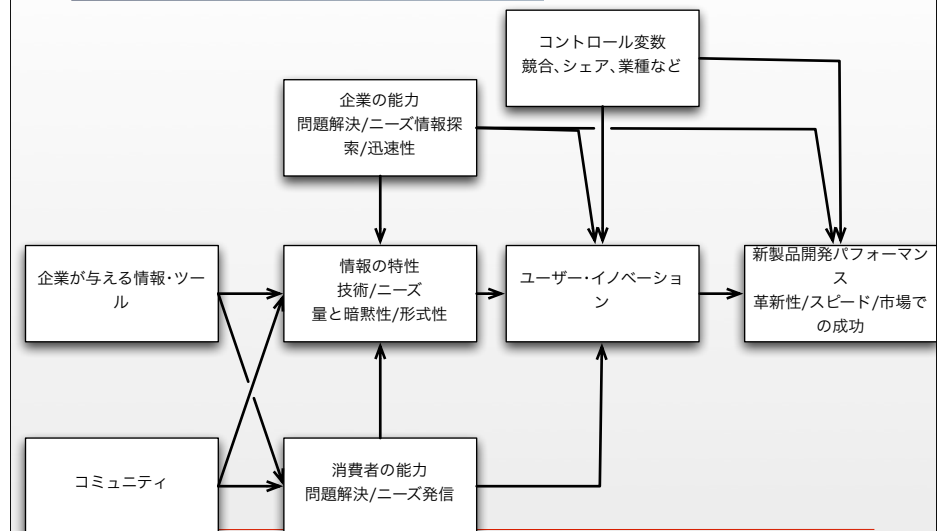 コントロール変数
競合、シェア、業種など
企業の能力
問題解決/ニーズ情報探
索/迅速性
企業が与える情報・ツー
ル
情報の特性
技術/ニーズ
量と暗黙性/形式性
ユーザー・イノベーショ
ン
新製品開発パフォーマン
ス
革新性/スピード/市場で
の成功
コミュニティ
消費者の能力
問題解決/ニーズ発信